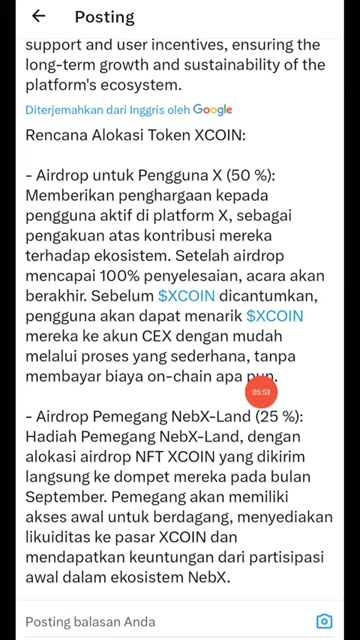 Posting
support and user incentives, ensuring the
long-term growth and sustainability of the
platform's ecosystem.
Diterjemahkan dari Inggris oleh Google
Rencana Alokasi Token XCOIN:
- Airdrop untuk Pengguna X (50 %):
Memberikan penghargaan kepada
pengguna aktif di platform X, sebagai
pengakuan atas kontribusi mereka
terhadap ekosistem. Setelah airdrop
mencapai 100% penyelesaian, acara akan
berakhir. Sebelum $XCOIN dicantumkan,
pengguna akan dapat menarik $XCOIN
mereka ke akun CEX dengan mudah
melalui proses yang sederhana, tanpa
membayar biaya on-chain apa pun.
05:53
- Airdrop Pemegang NebX-Land (25 %):
Hadiah Pemegang NebX-Land, dengan
alokasi airdrop NFT XCOIN yang dikirim
langsung ke dompet mereka pada bulan
September. Pemegang akan memiliki
akses awal untuk berdagang, menyediakan
likuiditas ke pasar XCOIN dan
mendapatkan keuntungan dari partisipasi
awal dalam ekosistem NebX.
Posting balasan Anda